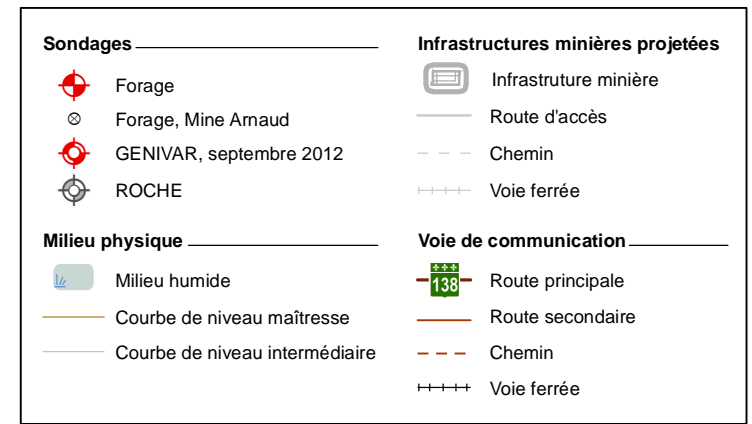 Sondages
Forage
Forage, Mine Arnaud
GENIVAR, septembre 2012
ROCHE
Milieu physique
Milieu humide
Courbe de niveau maîtresse
Courbe de niveau intermédiaire
Infrastructures minières projetées
Infrastruture minière
Route d'accès
Chemin
Voie ferrée
Voie de communication
138
Route principale
Route secondaire
Chemin
Voie ferrée